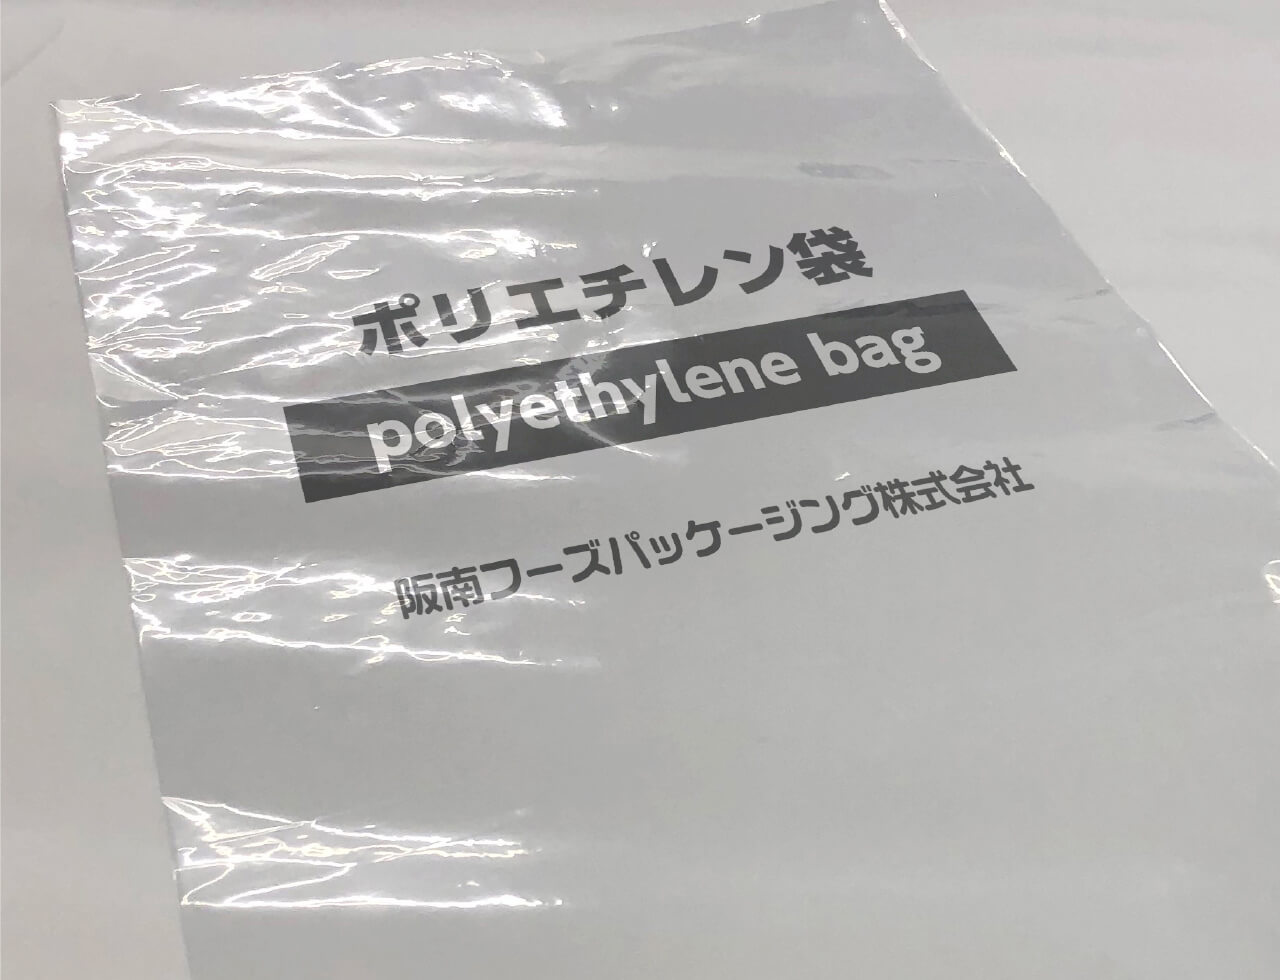 ポリエチレン袋
polyethylene bag
阪南フーズパッケージング株式会社